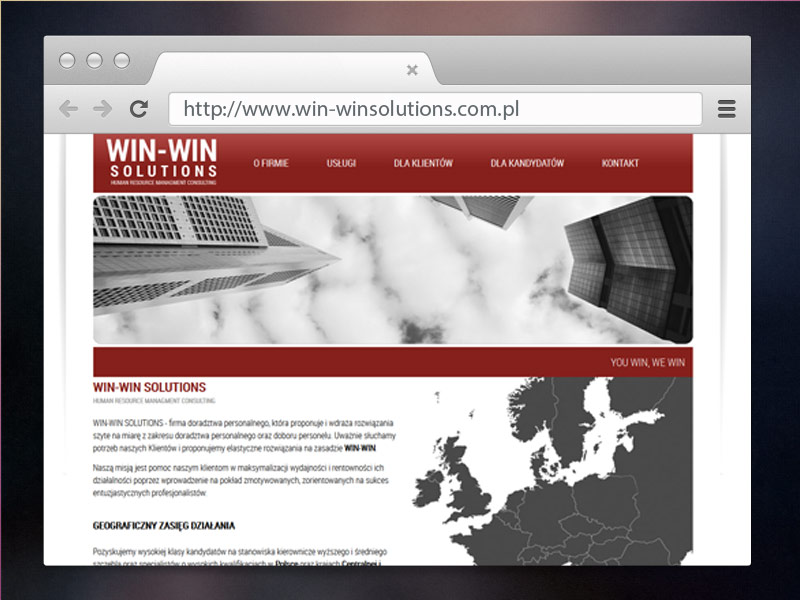 http://www.win-winsolutions.com.pl
WIN-WIN
SOLUTIONS
HUMAN RESOURCE MANAGMENT CONSULTING
O FIRMIE USŁUGI DLA KLIENTÓW DLA KANDYDATÓW KONTAKT
YOU WIN, WE WIN
WIN-WIN SOLUTIONS
HUMAN RESOURCE MANAGMENT CONSULTING
WIN-WIN SOLUTIONS - firma doradztwa personalnego, która proponuje i wdraża rozwiązania
szyte na miarę z zakresu doradztwa personalnego oraz doboru personelu. Uważnie słuchamy
potrzeb naszych Klientów i proponujemy elastyczne rozwiązania na zasadzie WIN-WIN
Naszą misją jest pomoc naszym klientom w maksymalizacji wydajności i rentowności ich
działalności poprzez wprowadzenie na pokład zmotywowanych, zorientowanych na sukces
entuzjastycznych profesjonalistów.
GEOGRAFICZNY ZASIĘG DZIAŁANIA
Pozyskujemy wysokiej klasy kandydatów na stanowiska kierownicze wyższego i średniego
szczebla oraz specjalistów o wysokich kwalifikacjach w Polsce oraz krajach Centralnej i